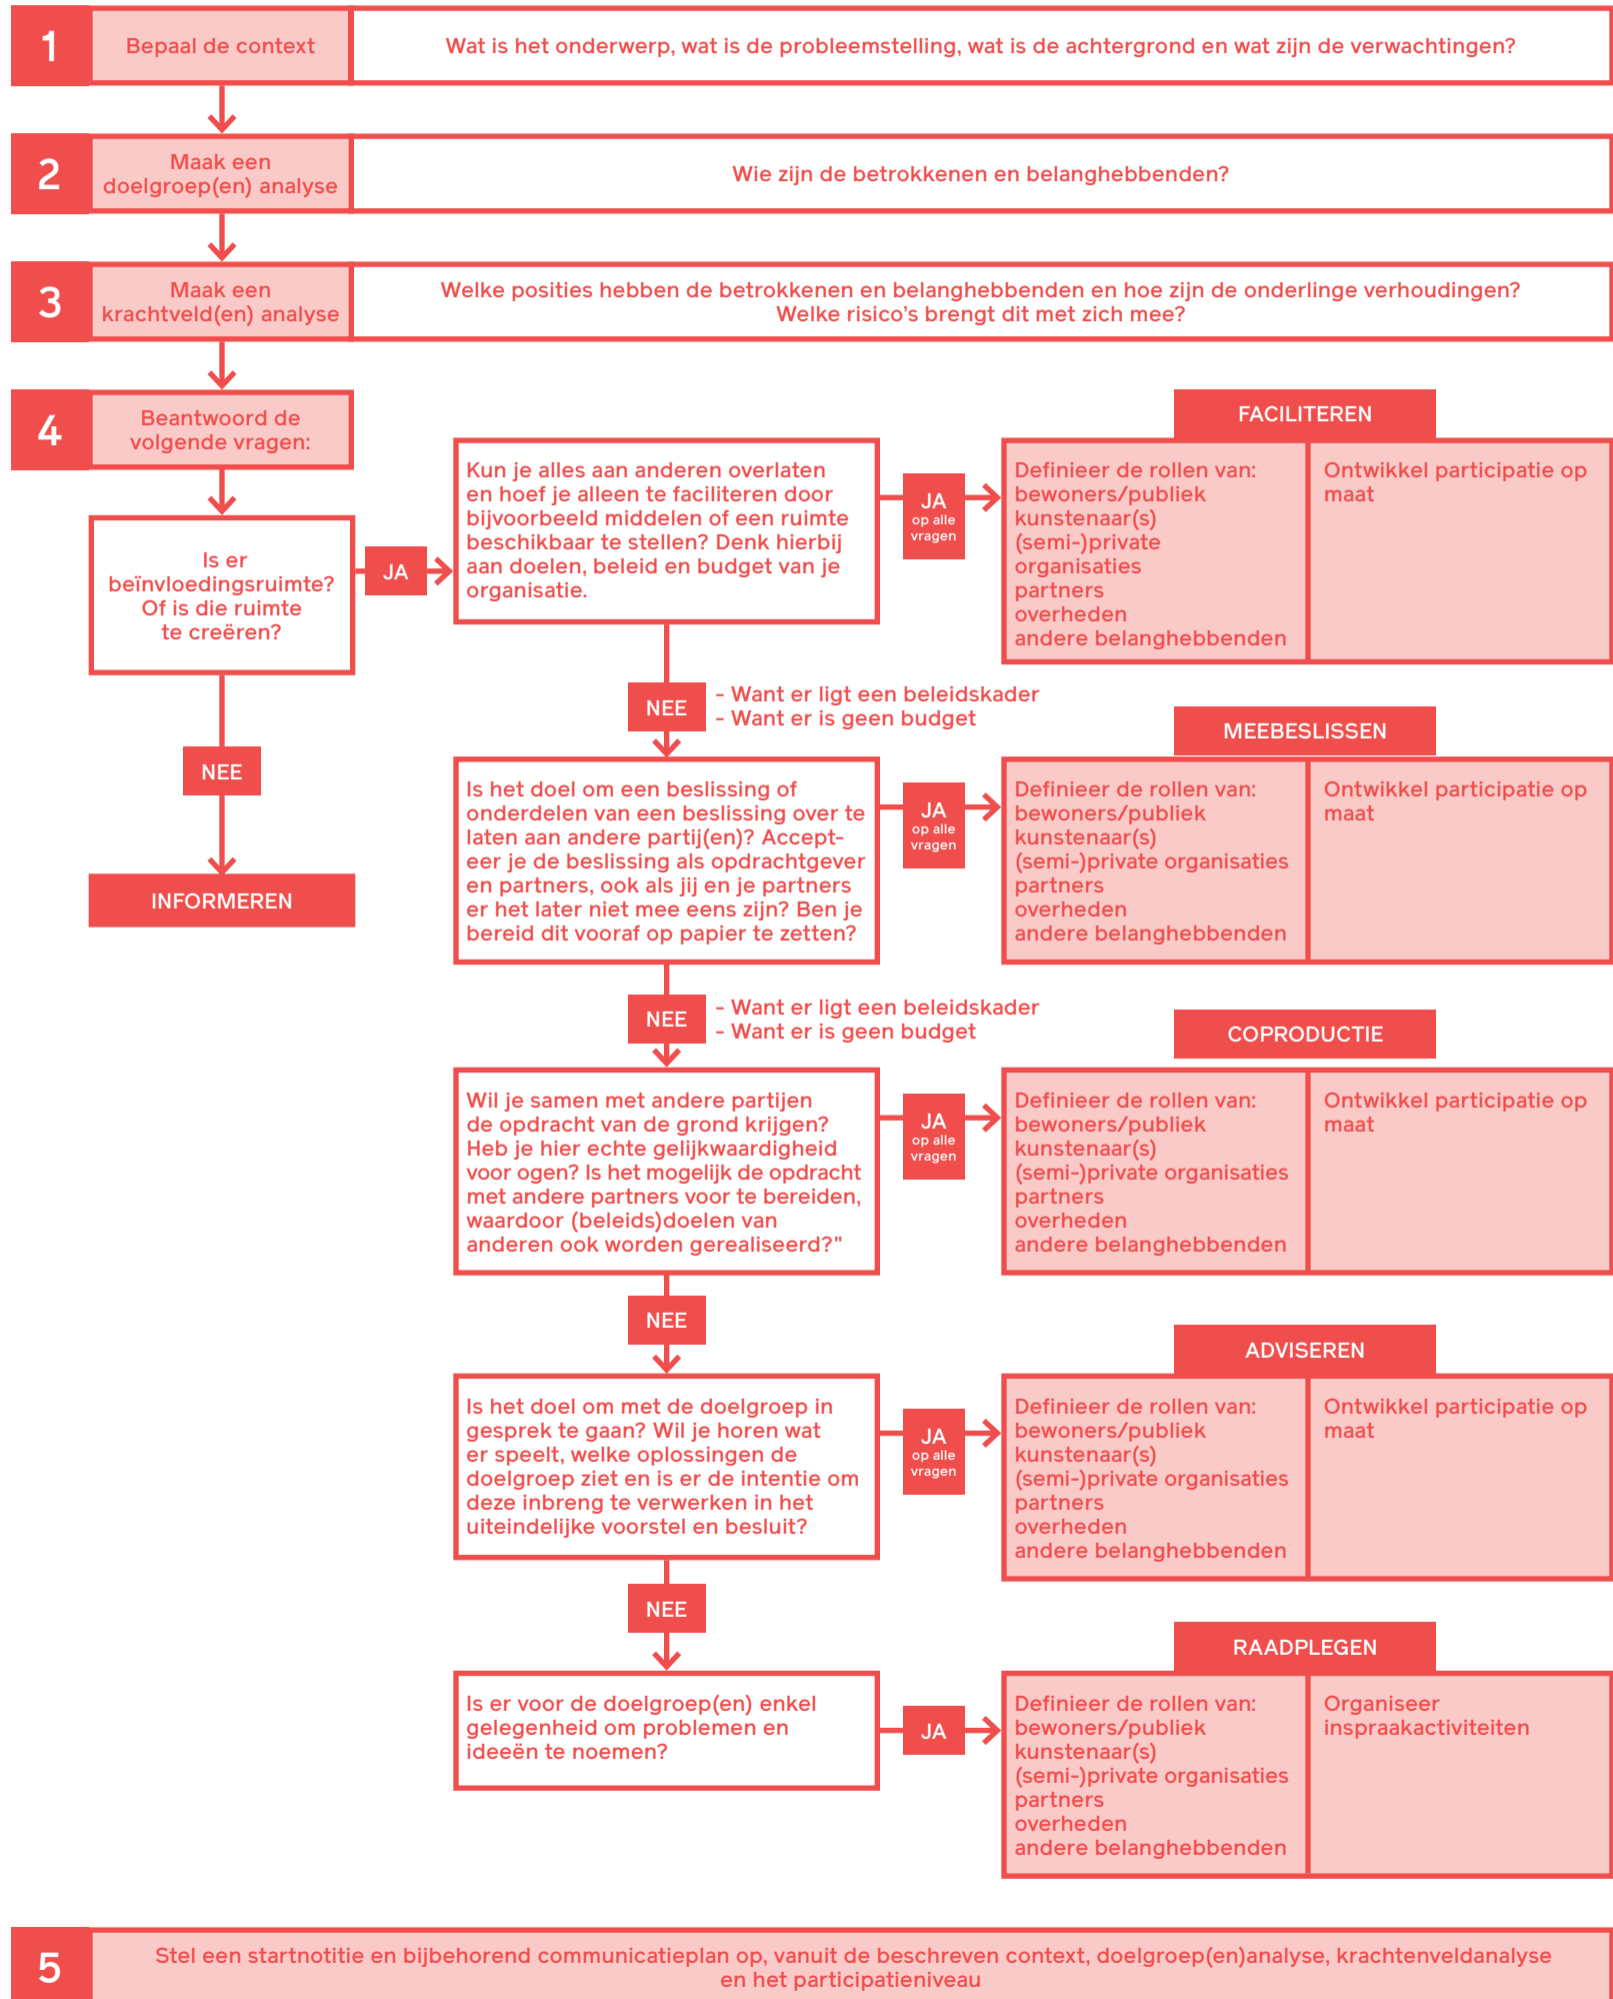 1
Bepaal de context
Wat is het onderwerp, wat is de probleemstelling, wat is de achtergrond en wat zijn de verwachtingen?
2
Maak een
doelgroep(en) analyse
Wie zijn de betrokkenen en belanghebbenden?
3
Maak een
krachtveld(en) analyse
Welke posities hebben de betrokkenen en belanghebbenden en hoe zijn de onderlinge verhoudingen?
Welke risico's brengt dit met zich mee?
4
Beantwoord de
volgende vragen:
Is er
beïnvloedingsruimte?
Of is die ruimte
te creëren?
NEE
INFORMEREN
JA
Kun je alles aan anderen overlaten
en hoef je alleen te faciliteren door
bijvoorbeeld middelen of een ruimte
beschikbaar te stellen? Denk hierbij
aan doelen, beleid en budget van je
organisatie.
JA
op alle
vragen
FACILITEREN
Definieer de rollen van:
bewoners/publiek
kunstenaar(s)
(semi-)private
organisaties
partners
overheden
andere belanghebbenden
Ontwikkel participatie op
maat
NEE
- Want er ligt een beleidskader
- Want er is geen budget
Is het doel om een beslissing of
onderdelen van een beslissing over te
laten aan andere partij(en)? Accept-
eer je de beslissing als opdrachtgever
en partners, ook als jij en je partners
er het later niet mee eens zijn? Ben je
bereid dit vooraf op papier te zetten?
JA
op alle
vragen
MEEBESLISSEN
Definieer de rollen van:
bewoners/publiek
kunstenaar(s)
(semi-)private organisaties
partners
overheden
andere belanghebbenden
Ontwikkel participatie op
maat
NEE
- Want er ligt een beleidskader
- Want er is geen budget
Wil je samen met andere partijen
de opdracht van de grond krijgen?
Heb je hier echte gelijkwaardigheid
voor ogen? Is het mogelijk de opdracht
met andere partners voor te bereiden,
waardoor (beleids)doelen van
anderen ook worden gerealiseerd?"
JA
op alle
vragen
COPRODUCTIE
Definieer de rollen van:
bewoners/publiek
kunstenaar(s)
(semi-)private organisaties
partners
overheden
andere belanghebbenden
Ontwikkel participatie op
maat
NEE
Is het doel om met de doelgroep in
gesprek te gaan? Wil je horen wat
er speelt, welke oplossingen de
doelgroep ziet en is er de intentie om
deze inbreng te verwerken in het
uiteindelijke voorstel en besluit?
JA
op alle
vragen
ADVISEREN
Definieer de rollen van:
bewoners/publiek
kunstenaar(s)
(semi-)private organisaties
partners
overheden
andere belanghebbenden
Ontwikkel participatie op
maat
NEE
Is er voor de doelgroep(en) enkel
gelegenheid om problemen en
ideeën te noemen?
JA
RAADPLEGEN
Definieer de rollen van:
bewoners/publiek
kunstenaar(s)
(semi-)private organisaties
partners
overheden
andere belanghebbenden
Organiseer
inspraakactiviteiten
5
Stel een startnotitie en bijbehorend communicatieplan op, vanuit de beschreven context, doelgroep(en)analyse, krachtenveldanalyse
en het participatieniveau